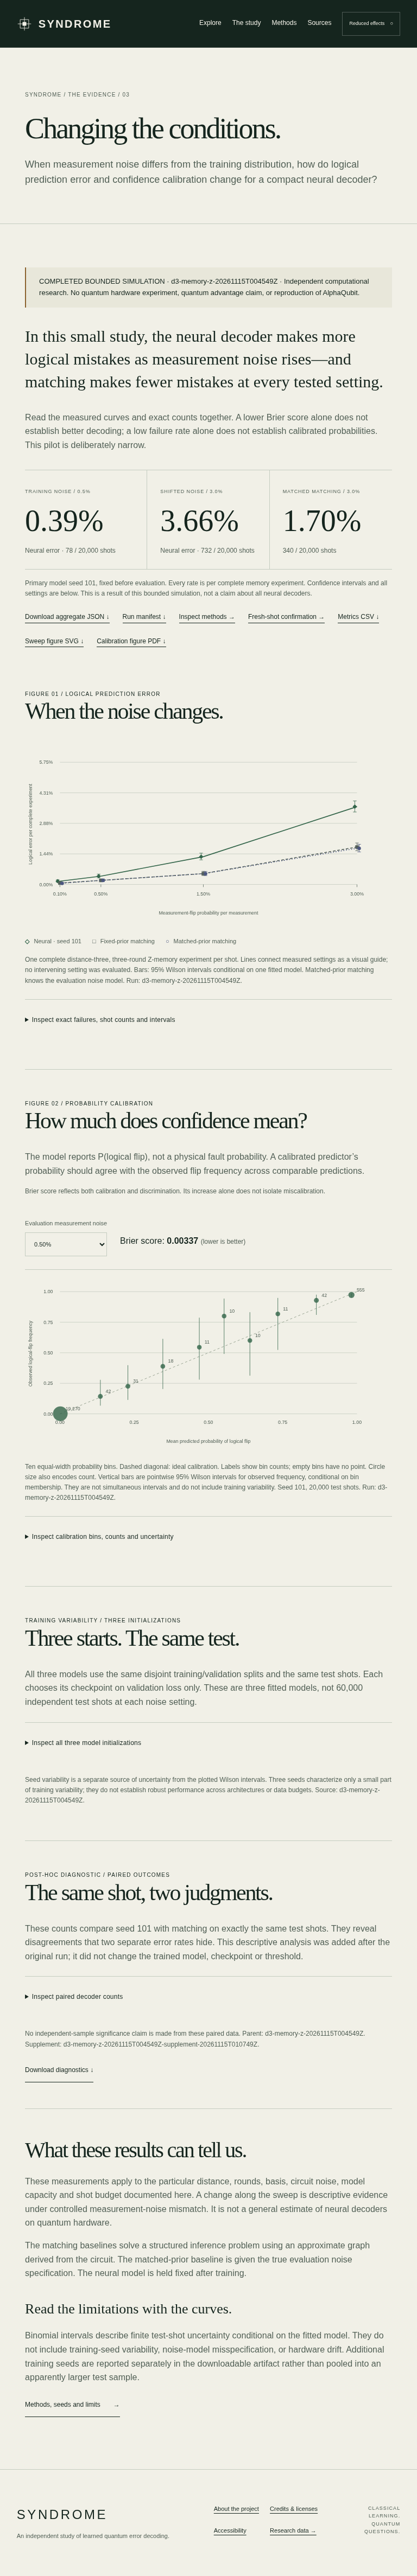 SYNDROME
Explore The study Methods Sources Reduced effects ○
SYNDROME / THE EVIDENCE / 03
Changing the conditions.
When measurement noise differs from the training distribution, how do logical
prediction error and confidence calibration change for a compact neural decoder?
COMPLETED BOUNDED SIMULATION · d3-memory-z-20261115T004549Z · Independent computational
research. No quantum hardware experiment, quantum advantage claim, or reproduction of AlphaQubit.
In this small study, the neural decoder makes more
logical mistakes as measurement noise rises—and
matching makes fewer mistakes at every tested setting.
Read the measured curves and exact counts together. A lower Brier score alone does not
establish better decoding; a low failure rate alone does not establish calibrated probabilities.
This pilot is deliberately narrow.
TRAINING NOISE / 0.5%
0.39%
Neural error · 78 / 20,000 shots
SHIFTED NOISE / 3.0%
3.66%
Neural error · 732 / 20,000 shots
MATCHED MATCHING / 3.0%
1.70%
340 / 20,000 shots
Primary model seed 101, fixed before evaluation. Every rate is per complete memory experiment. Confidence intervals and all
settings are below. This is a result of this bounded simulation, not a claim about all neural decoders.
Download aggregate JSON ↓ Run manifest ↓ Inspect methods → Fresh-shot confirmation → Metrics CSV ↓
Sweep figure SVG ↓ Calibration figure PDF ↓
FIGURE 01 / LOGICAL PREDICTION ERROR
When the noise changes.
Logical error per complete experiment
5.75%
4.31%
2.88%
1.44%
0.00%
0.10% 0.50% 1.50% 3.00%
Measurement-flip probability per measurement
◇ Neural · seed 101 □ Fixed-prior matching ○ Matched-prior matching
One complete distance-three, three-round Z-memory experiment per shot. Lines connect measured settings as a visual guide;
no intervening setting was evaluated. Bars: 95% Wilson intervals conditional on one fitted model. Matched-prior matching
knows the evaluation noise model. Run: d3-memory-z-20261115T004549Z.
▶ Inspect exact failures, shot counts and intervals
FIGURE 02 / PROBABILITY CALIBRATION
How much does confidence mean?
The model reports P(logical flip), not a physical fault probability. A calibrated predictor’s
probability should agree with the observed flip frequency across comparable predictions.
Brier score reflects both calibration and discrimination. Its increase alone does not isolate miscalibration.
Evaluation measurement noise
0.50%
Brier score: 0.00337 (lower is better)
Observed logical-flip frequency
1.00
0.75
0.50
0.25
0.00
42
18
11
10
10
11
42
0.00 0.25 0.50 0.75 1.00
Mean predicted probability of logical flip
Ten equal-width probability bins. Dashed diagonal: ideal calibration. Labels show bin counts; empty bins have no point. Circle
size also encodes count. Vertical bars are pointwise 95% Wilson intervals for observed frequency, conditional on bin
membership. They are not simultaneous intervals and do not include training variability. Seed 101, 20,000 test shots. Run: d3-
memory-z-20261115T004549Z.
▶ Inspect calibration bins, counts and uncertainty
TRAINING VARIABILITY / THREE INITIALIZATIONS
Three starts. The same test.
All three models use the same disjoint training/validation splits and the same test shots. Each
chooses its checkpoint on validation loss only. These are three fitted models, not 60,000
independent test shots at each noise setting.
▶ Inspect all three model initializations
Seed variability is a separate source of uncertainty from the plotted Wilson intervals. Three seeds characterize only a small part
of training variability; they do not establish robust performance across architectures or data budgets. Source: d3-memory-z-
20261115T004549Z.
POST-HOC DIAGNOSTIC / PAIRED OUTCOMES
The same shot, two judgments.
These counts compare seed 101 with matching on exactly the same test shots. They reveal
disagreements that two separate error rates hide. This descriptive analysis was added after the
original run; it did not change the trained model, checkpoint or threshold.
▶ Inspect paired decoder counts
No independent-sample significance claim is made from these paired data. Parent: d3-memory-z-20261115T004549Z.
Supplement: d3-memory-z-20261115T004549Z-supplement-20261115T010749Z.
Download diagnostics ↓
What these results can tell us.
These measurements apply to the particular distance, rounds, basis, circuit noise, model
capacity and shot budget documented here. A change along the sweep is descriptive evidence
under controlled measurement-noise mismatch. It is not a general estimate of neural decoders
on quantum hardware.
The matching baselines solve a structured inference problem using an approximate graph
derived from the circuit. The matched-prior baseline is given the true evaluation noise
specification. The neural model is held fixed after training.
Read the limitations with the curves.
Binomial intervals describe finite test-shot uncertainty conditional on the fitted model. They do
not include training-seed variability, noise-model misspecification, or hardware drift. Additional
training seeds are reported separately in the downloadable artifact rather than pooled into an
apparently larger test sample.
Methods, seeds and limits →
SYNDROME
An independent study of learned quantum error decoding.
About the project Credits & licenses
Accessibility Research data →
CLASSICAL
LEARNING.
QUANTUM
QUESTIONS.